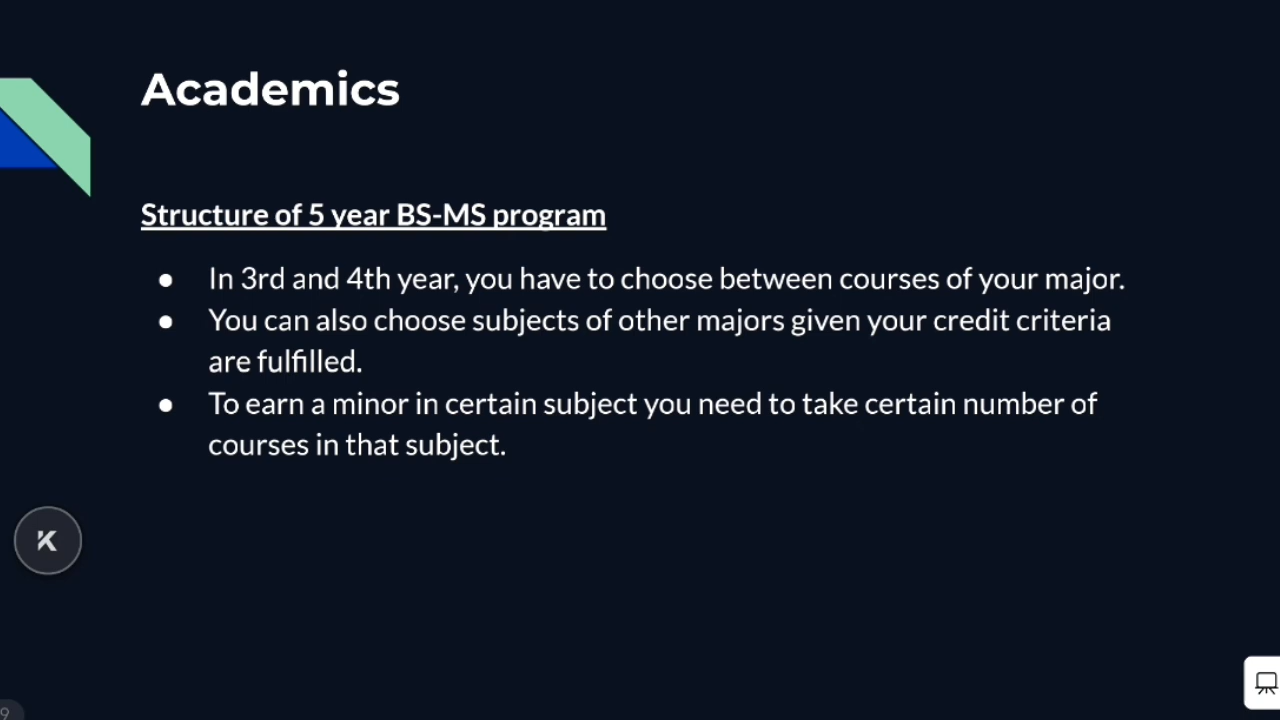 Academics
Structure of 5 year BS-MS program
● In 3rd and 4th year, you have to choose between courses of your major.
● You can also choose subjects of other majors given your credit criteria
are fulfilled.
● To earn a minor in certain subject you need to take certain number of
courses in that subject.
K
9